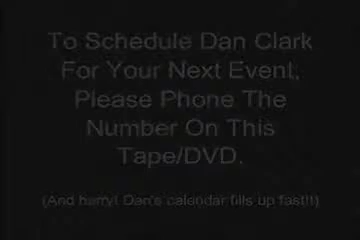 To Schedule Dan Clark
For Your Next Event,
Please Phone The
Number On This
Tape/DVD.
(And hurry! Dan's calendar fills up fast!!)